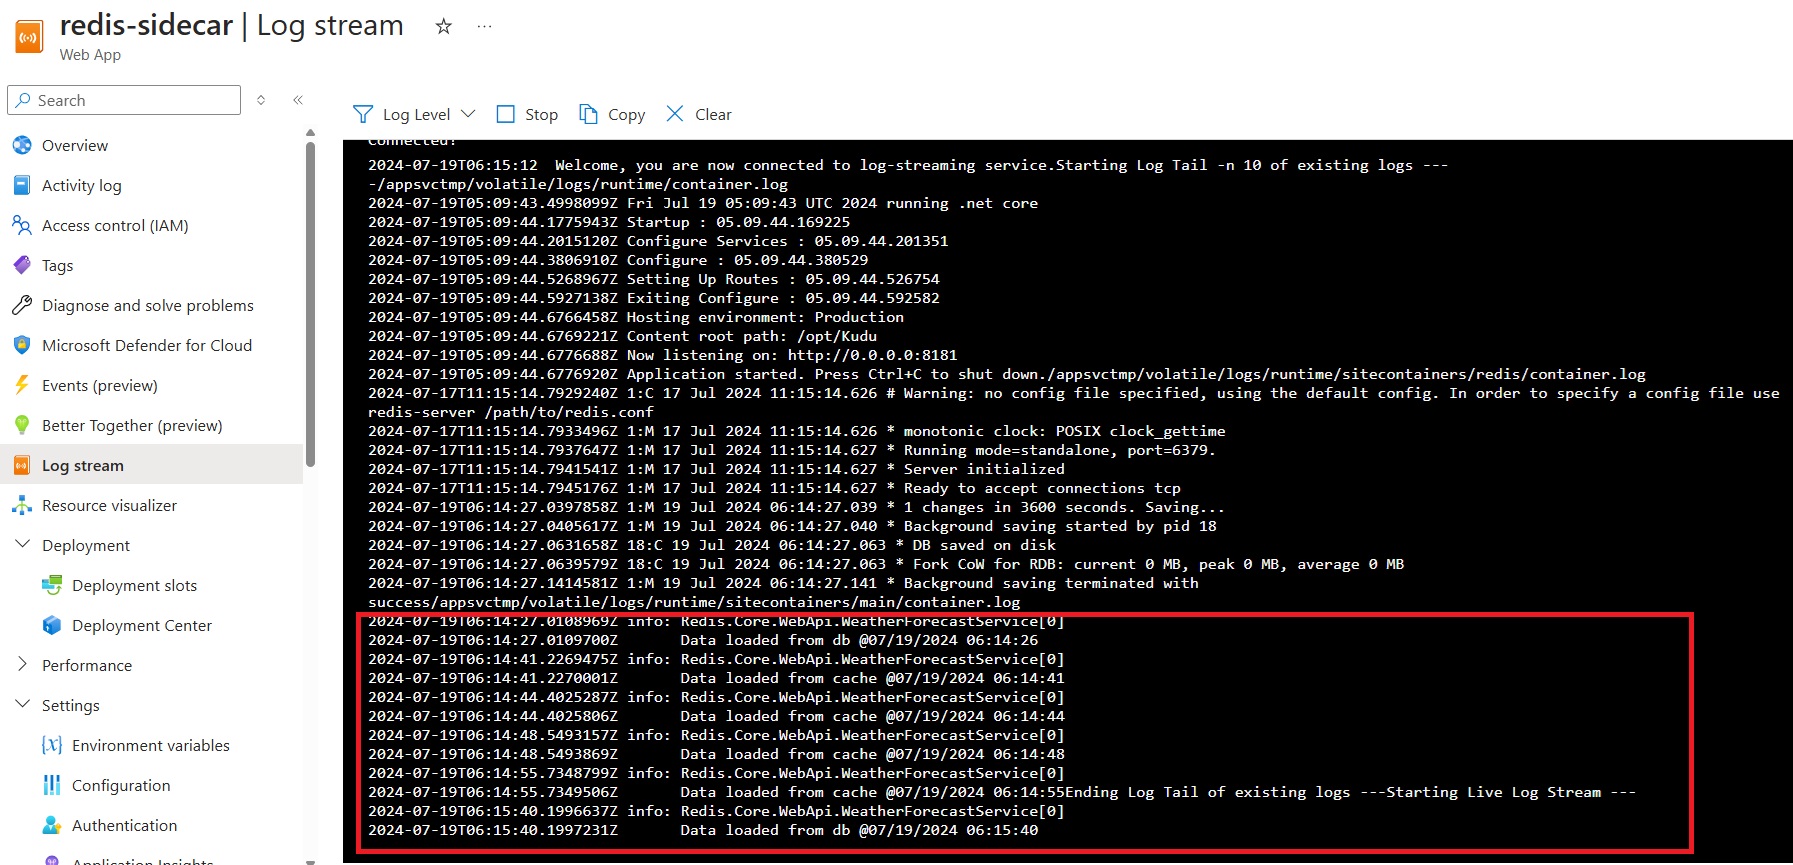 redis-sidecar | Log stream
Web App
Search
Overview
Activity log
Access control (IAM)
Tags
Diagnose and solve problems
Microsoft Defender for Cloud
Events (preview)
Better Together (preview)
Log stream
Resource visualizer
Deployment
Deployment slots
Deployment Center
Performance
Settings
Environment variables
Configuration
Authentication
Application Insights
Log Level
Stop
Copy
Clear
Connected!
2024-07-19T06:15:12  Welcome, you are now connected to log-streaming service.Starting Log Tail -n 10 of existing logs ---
-/appsvctmp/volatile/logs/runtime/container.log
2024-07-19T05:09:43.4998099Z Fri Jul 19 05:09:43 UTC 2024 running .net core
2024-07-19T05:09:44.1775943Z Startup : 05.09.44.169225
2024-07-19T05:09:44.2015120Z Configure Services : 05.09.44.201351
2024-07-19T05:09:44.3806910Z Configure : 05.09.44.380529
2024-07-19T05:09:44.5268967Z Setting Up Routes : 05.09.44.526754
2024-07-19T05:09:44.5927138Z Exiting Configure : 05.09.44.592582
2024-07-19T05:09:44.6766458Z Hosting environment: Production
2024-07-19T05:09:44.6769221Z Content root path: /opt/Kudu
2024-07-19T05:09:44.6776688Z Now listening on: http://0.0.0.0:8181
2024-07-19T05:09:44.6776920Z Application started. Press Ctrl+C to shut down./appsvctmp/volatile/logs/runtime/sitecontainers/redis/container.log
2024-07-17T11:15:14.7929240Z 1:C 17 Jul 2024 11:15:14.626 # Warning: no config file specified, using the default config. In order to specify a config file use
redis-server /path/to/redis.conf
2024-07-17T11:15:14.7933496Z 1:M 17 Jul 2024 11:15:14.626 * monotonic clock: POSIX clock_gettime
2024-07-17T11:15:14.7937647Z 1:M 17 Jul 2024 11:15:14.627 * Running mode=standalone, port=6379.
2024-07-17T11:15:14.7941541Z 1:M 17 Jul 2024 11:15:14.627 * Server initialized
2024-07-17T11:15:14.7945176Z 1:M 17 Jul 2024 11:15:14.627 * Ready to accept connections tcp
2024-07-19T06:14:27.0397858Z 1:M 19 Jul 2024 06:14:27.039 * 1 changes in 3600 seconds. Saving...
2024-07-19T06:14:27.0405617Z 1:M 19 Jul 2024 06:14:27.040 * Background saving started by pid 18
2024-07-19T06:14:27.0631658Z 18:C 19 Jul 2024 06:14:27.063 * DB saved on disk
2024-07-19T06:14:27.0639579Z 18:C 19 Jul 2024 06:14:27.063 * Fork CoW for RDB: current 0 MB, peak 0 MB, average 0 MB
2024-07-19T06:14:27.1414581Z 1:M 19 Jul 2024 06:14:27.141 * Background saving terminated with
success/appsvctmp/volatile/logs/runtime/sitecontainers/main/container.log
2024-07-19T06:14:27.0108969Z info: Redis.Core.WebApi.WeatherForecastService[0]
2024-07-19T06:14:27.0109700Z       Data loaded from db @07/19/2024 06:14:26
2024-07-19T06:14:41.2269475Z info: Redis.Core.WebApi.WeatherForecastService[0]
2024-07-19T06:14:41.2270001Z       Data loaded from cache @07/19/2024 06:14:41
2024-07-19T06:14:44.4025287Z info: Redis.Core.WebApi.WeatherForecastService[0]
2024-07-19T06:14:44.4025806Z       Data loaded from cache @07/19/2024 06:14:44
2024-07-19T06:14:48.5493157Z info: Redis.Core.WebApi.WeatherForecastService[0]
2024-07-19T06:14:48.5493869Z       Data loaded from cache @07/19/2024 06:14:48
2024-07-19T06:14:55.7348799Z info: Redis.Core.WebApi.WeatherForecastService[0]
2024-07-19T06:14:55.7349506Z       Data loaded from cache @07/19/2024 06:14:55Ending Log Tail of existing logs ---Starting Live Log Stream ---
2024-07-19T06:15:40.1996637Z info: Redis.Core.WebApi.WeatherForecastService[0]
2024-07-19T06:15:40.1997231Z       Data loaded from db @07/19/2024 06:15:40